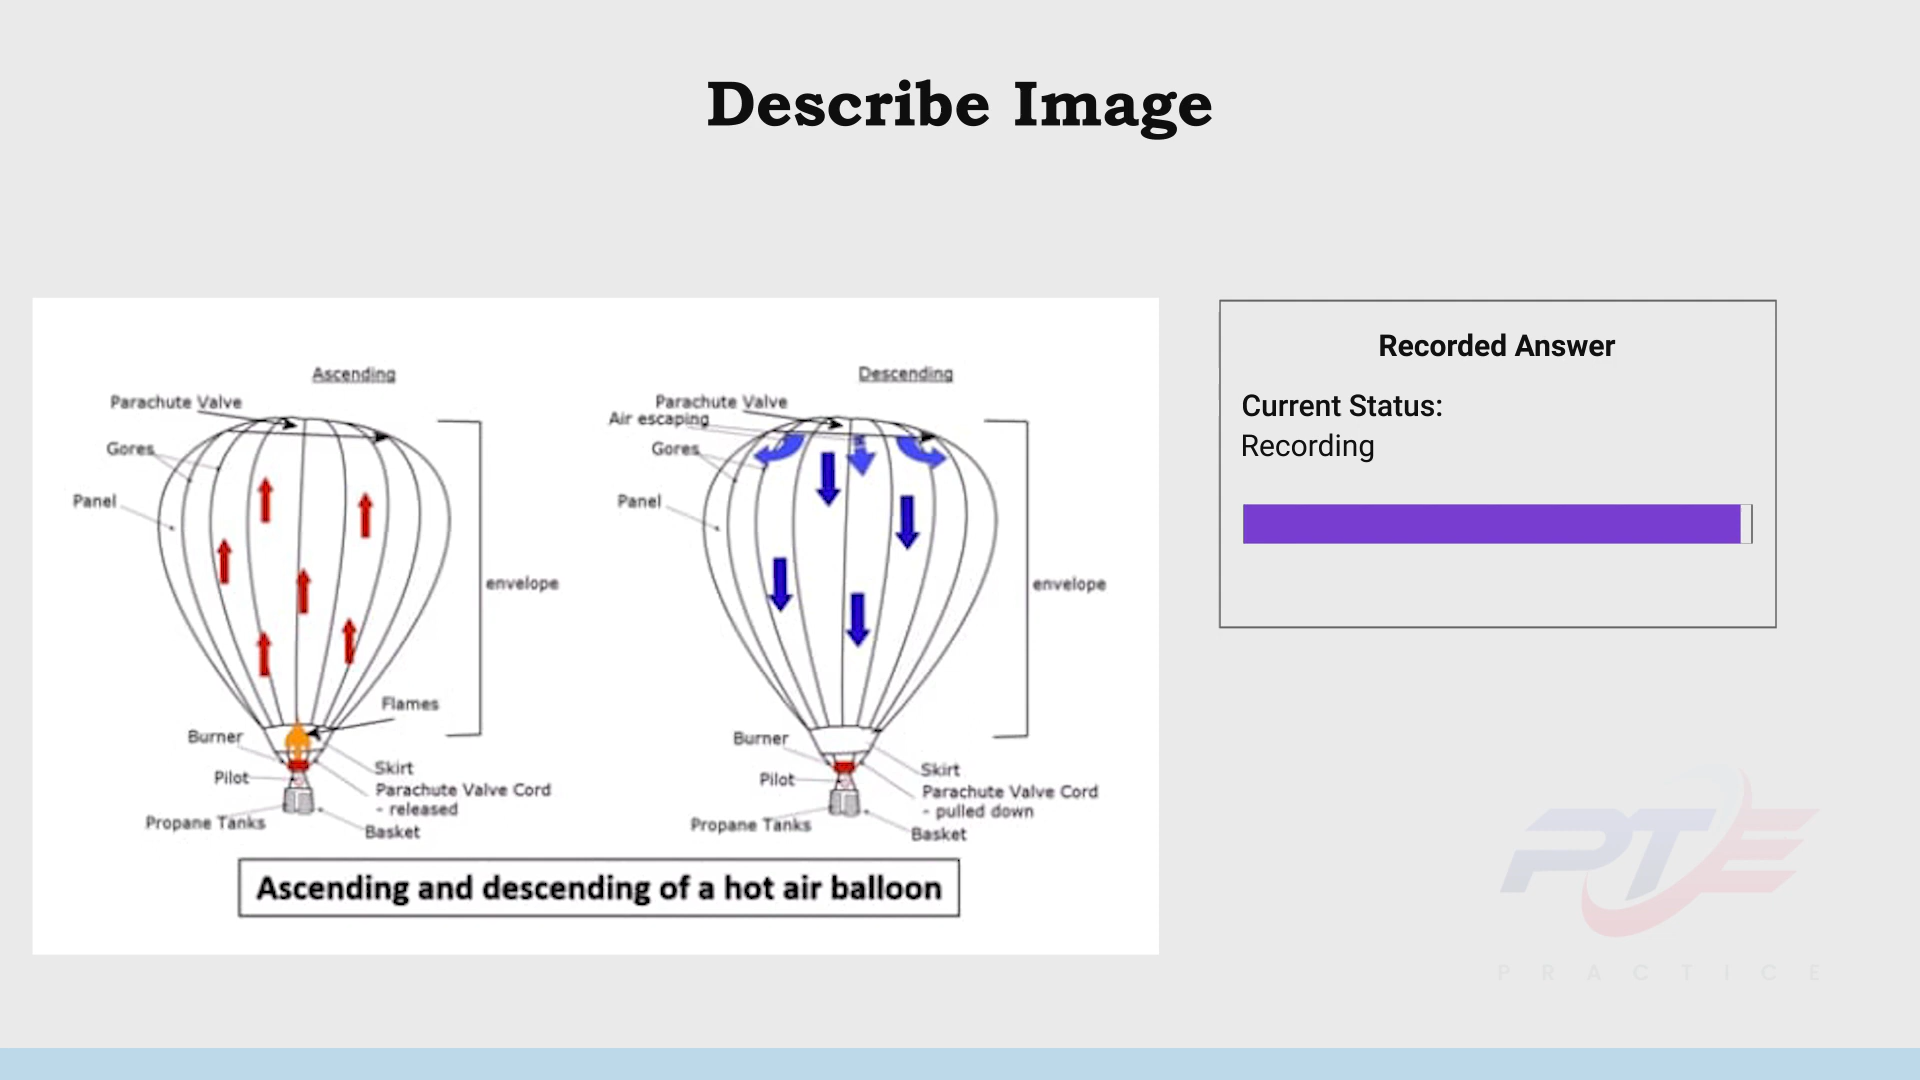 Describe Image
Ascending
Parachute Valve
Gores
Panel
envelope
Flames
Burner
Pilot
Skirt
Parachute Valve Cord
- released
Propane Tanks
Basket
Descending
Parachute Valve
Air escaping
Gores
Panel
envelope
Burner
Pilot
Skirt
Parachute Valve Cord
- pulled down
Propane Tanks
Basket
Ascending and descending of a hot air balloon
Recorded Answer
Current Status:
Recording
PTE
PRACTICE